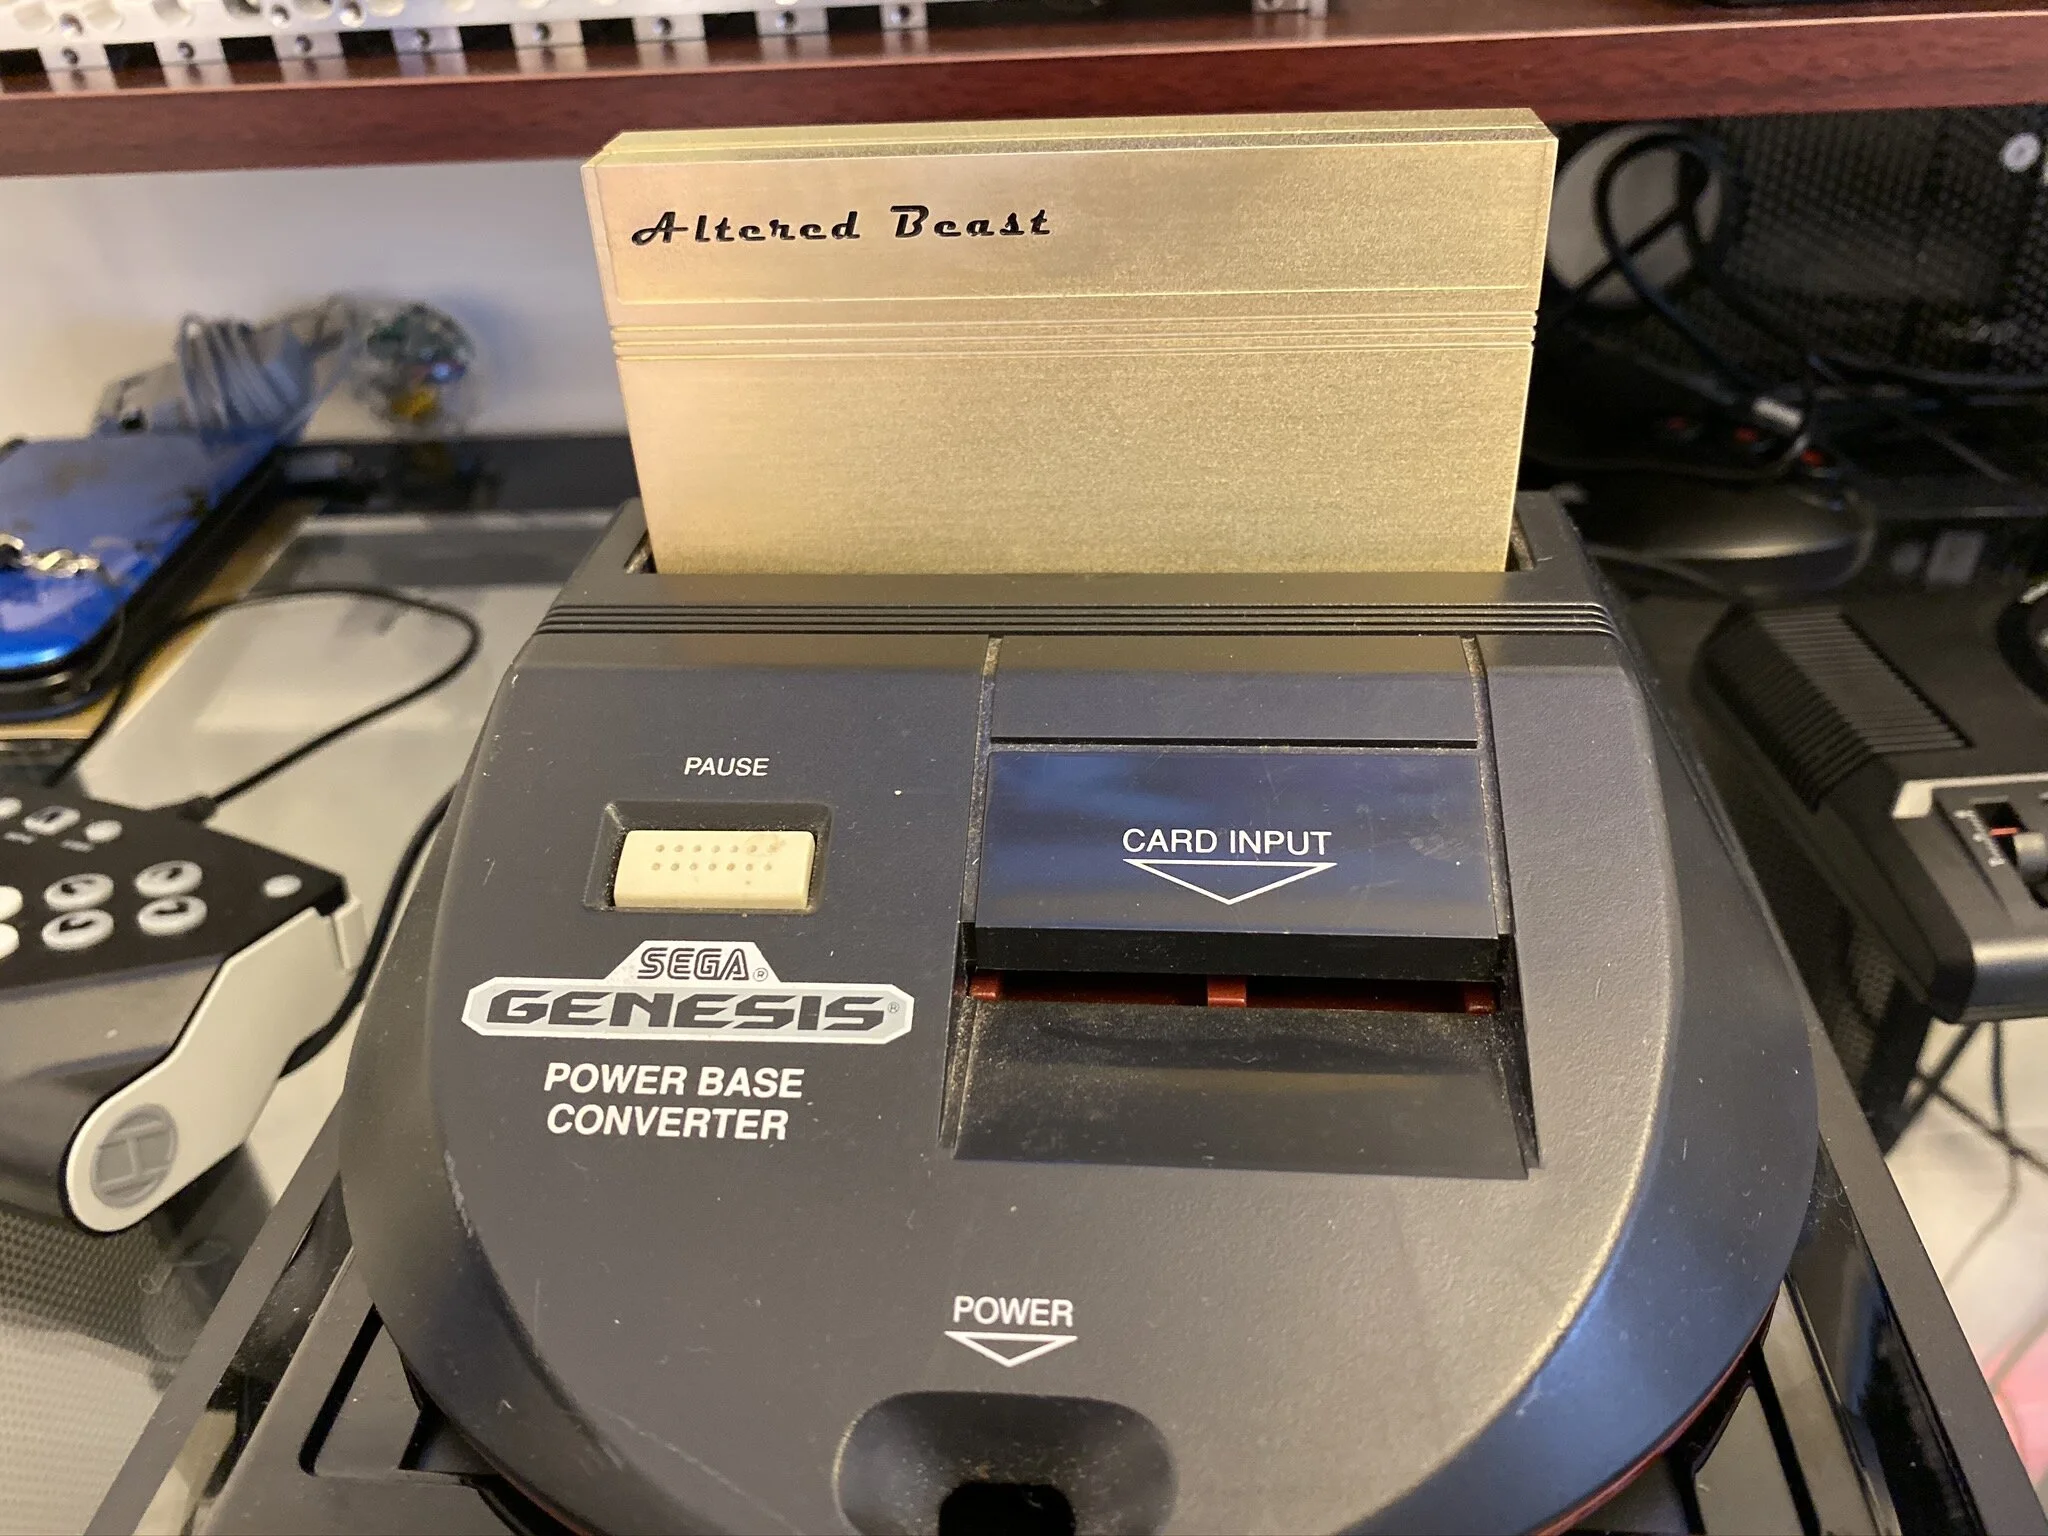 Altered Beast
PAUSE
CARD INPUT
SEGA®
GENESIS®
POWER BASE
CONVERTER
POWER